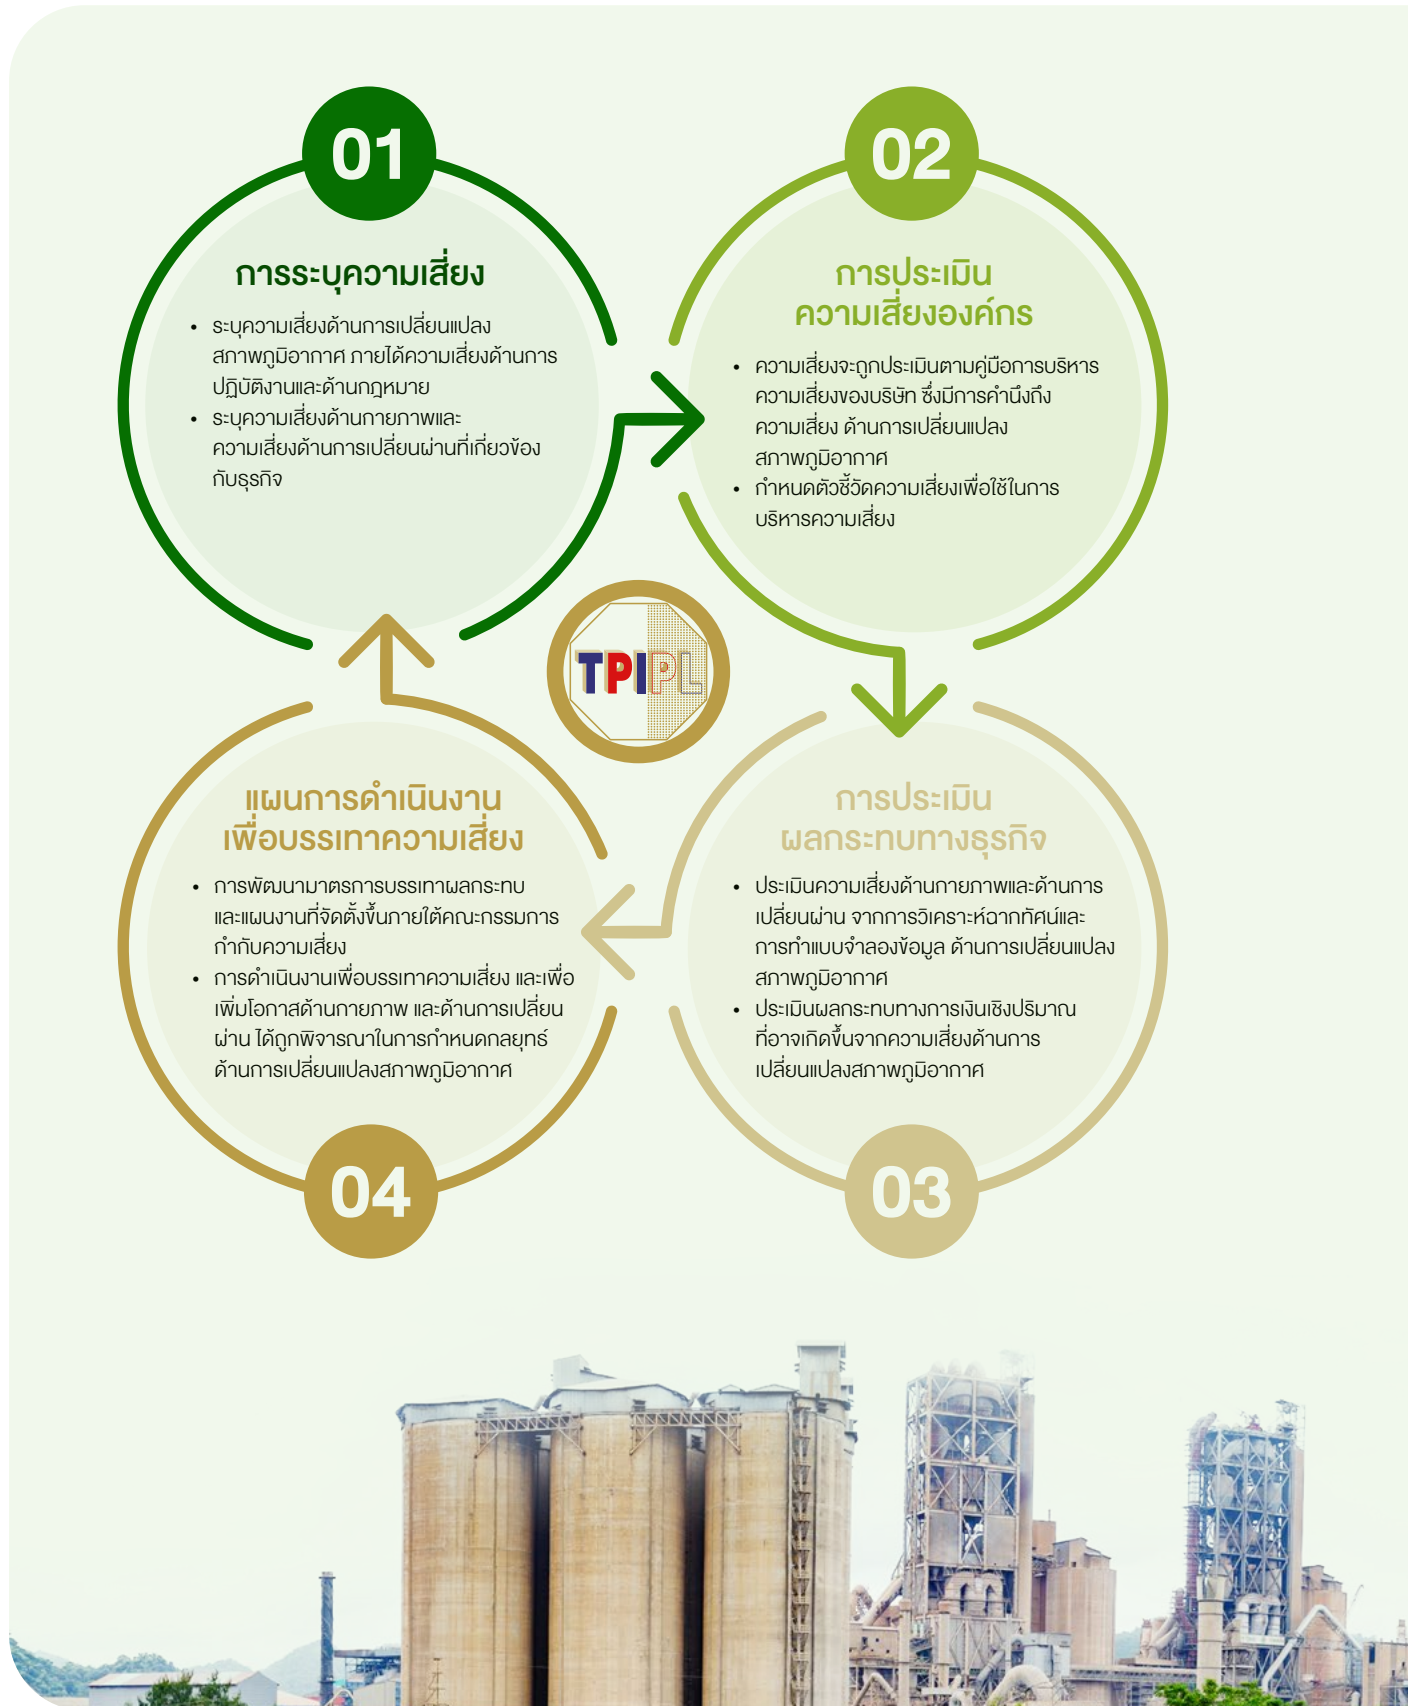 01
การระบุความเสี่ยง
• ระบุความเสี่ยงด้านการเปลี่ยนแปลง
สภาพภูมิอากาศ ภายได้ความเสี่ยงด้านการ
ปฏิบัติงานและด้านกฎหมาย
• ระบุความเสี่ยงด้านกายภาพและ
ความเสี่ยงด้านการเปลี่ยนผ่านที่เกี่ยวข้อง
กับธุรกิจ
02
การประเมิน
ความเสี่ยงองค์กร
• ความเสี่ยงจะถูกประเมินตามคู่มือการบริหาร
ความเสี่ยงของบริษัท ซึ่งมีการคำนึงถึง
ความเสี่ยง ด้านการเปลี่ยนแปลง
สภาพภูมิอากาศ
• กำหนดตัวชี้วัดความเสี่ยงเพื่อใช้ในการ
บริหารความเสี่ยง
TPIPL
การประเมิน
ผลกระทบทางธุรกิจ
• ประเมินความเสี่ยงด้านกายภาพและด้านการ
เปลี่ยนผ่าน จากการวิเคราะห์ฉากทัศน์และ
การทำแบบจำลองข้อมูล ด้านการเปลี่ยนแปลง
สภาพภูมิอากาศ
• ประเมินผลกระทบทางการเงินเชิงปริมาณ
ที่อาจเกิดขึ้นจากความเสี่ยงด้านการ
เปลี่ยนแปลงสภาพภูมิอากาศ
03
แผนการดำเนินงาน
เพื่อบรรเทาความเสี่ยง
• การพัฒนามาตรการบรรเทาผลกระทบ
และแผนงานที่จัดตั้งขึ้นภายใต้คณะกรรมการ
กำกับความเสี่ยง
• การดำเนินงานเพื่อบรรเทาความเสี่ยง และเพื่อ
เพิ่มโอกาสด้านกายภาพ และด้านการเปลี่ยน
ผ่าน ได้ถูกพิจารณาในการกำหนดกลยุทธ์
ด้านการเปลี่ยนแปลงสภาพภูมิอากาศ
04